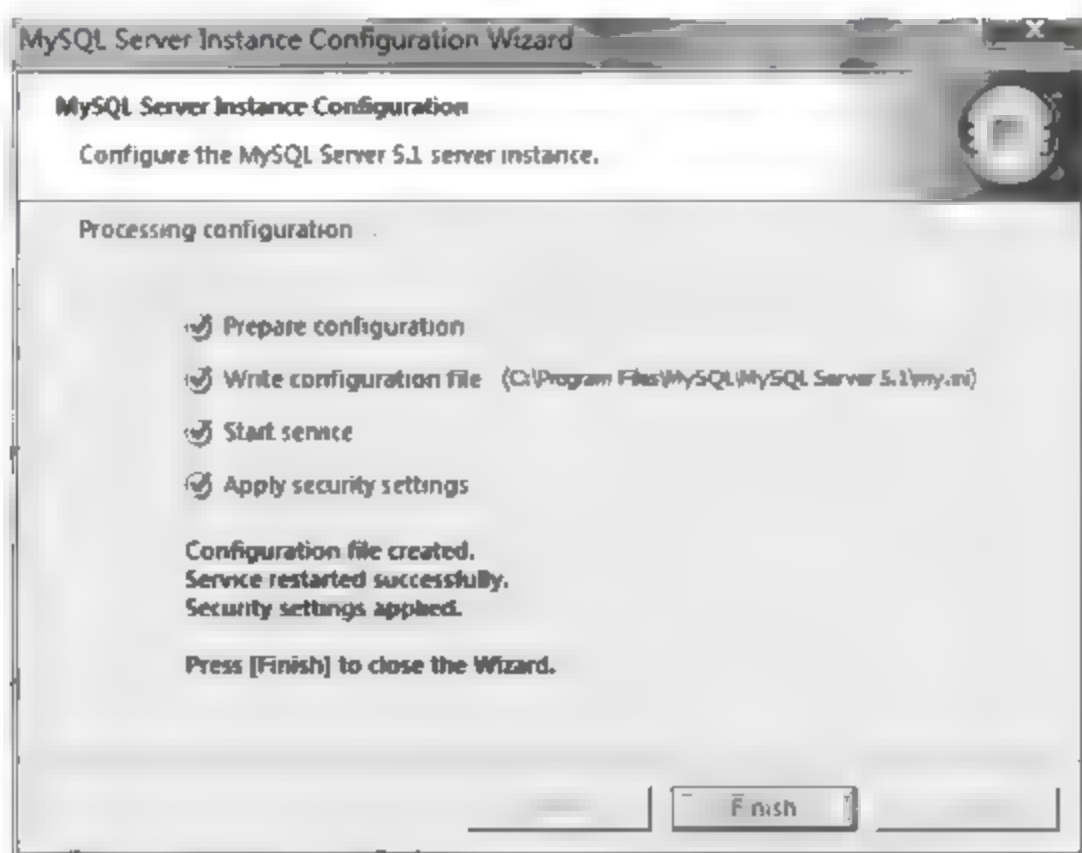 MySQL Server Instance Configuration Wizard
MySQL Server Instance Configuration
Configure the MySQL Server 5.1 server instance.
Processing configuration
Prepare configuration
Write configuration file (C:\Program Files\MySQL\MySQL Server 5.1\my.ini)
Start service
Apply security settings
Configuration file created.
Service restarted successfully.
Security settings applied.
Press [Finish] to close the Wizard.
Finish